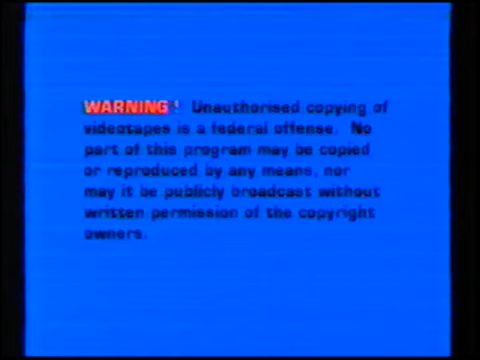 WARNING! Unauthorised copying of
videotapes is a federal offense. No
part of this program may be copied
or reproduced by any means, nor
may it be publicly broadcast without
written permission of the copyright
owners.